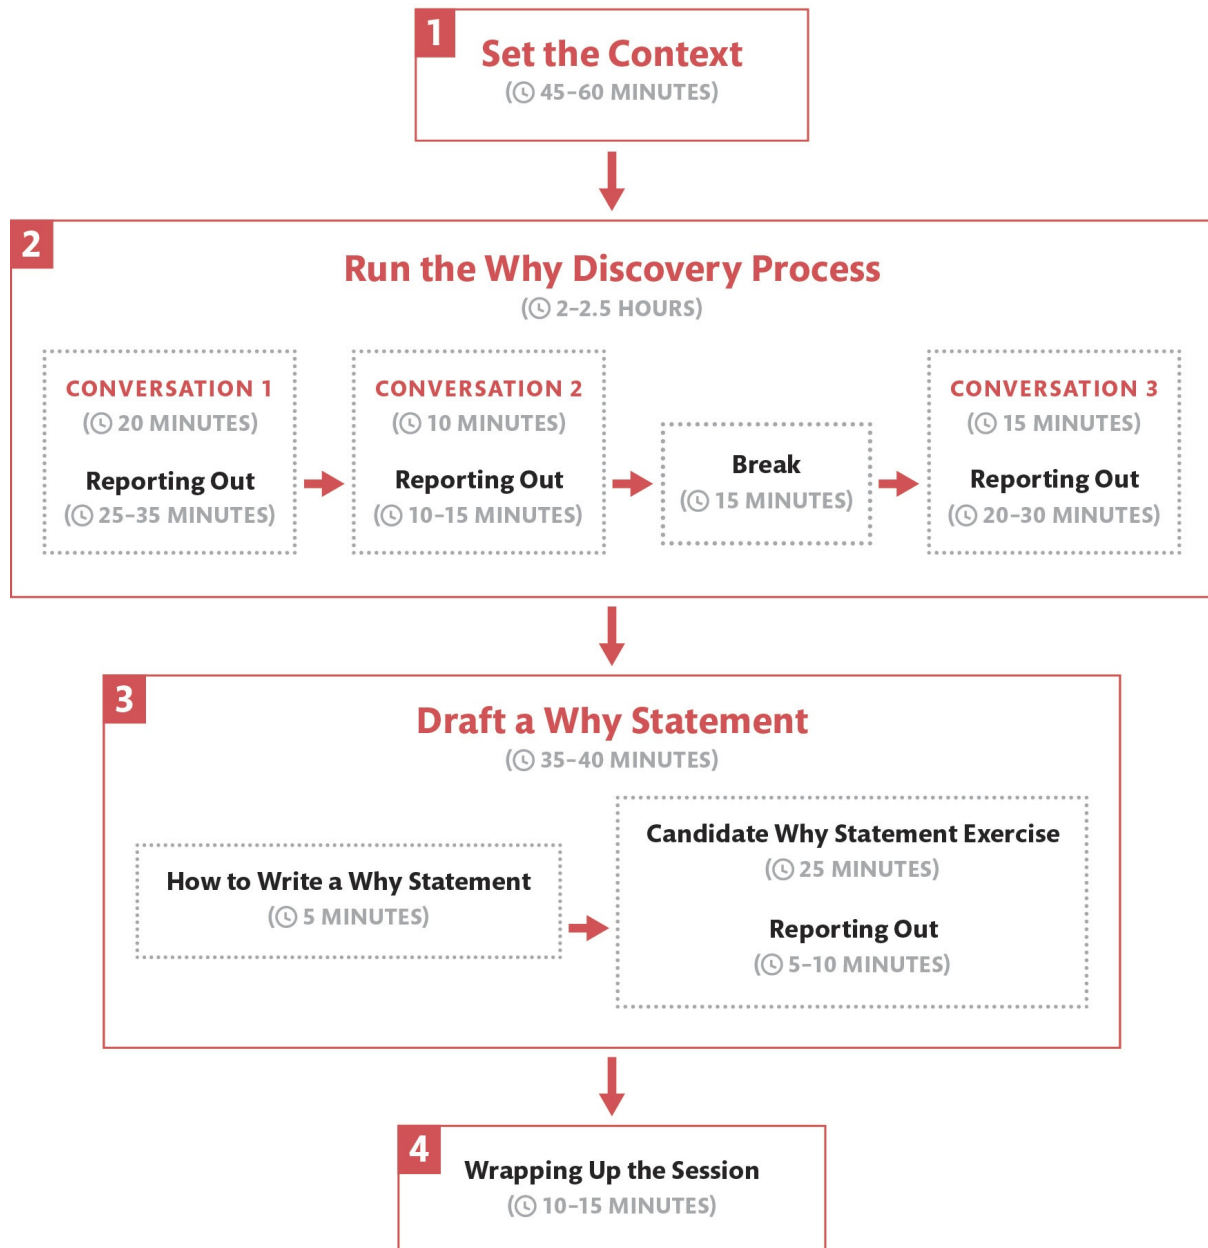 1
Set the Context
(45–60 MINUTES)
2
Run the Why Discovery Process
(2–2.5 HOURS)
CONVERSATION 1
(20 MINUTES)
Reporting Out
(25–35 MINUTES)
CONVERSATION 2
(10 MINUTES)
Reporting Out
(10–15 MINUTES)
Break
(15 MINUTES)
CONVERSATION 3
(15 MINUTES)
Reporting Out
(20–30 MINUTES)
3
Draft a Why Statement
(35–40 MINUTES)
How to Write a Why Statement
(5 MINUTES)
Candidate Why Statement Exercise
(25 MINUTES)
Reporting Out
(5–10 MINUTES)
4
Wrapping Up the Session
(10–15 MINUTES)